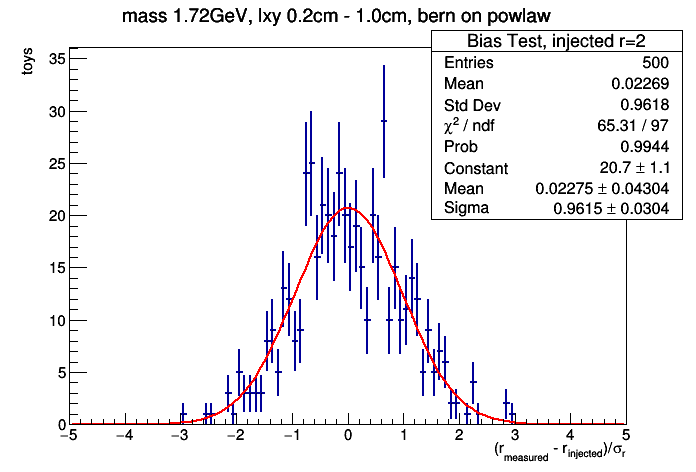 mass 1.72GeV, lxy 0.2cm - 1.0cm, bern on powlaw
Bias Test, injected r=2
Entries 500
Mean 0.02269
Std Dev 0.9618
χ² / ndf 65.31 / 97
Prob 0.9944
Constant 20.7 ± 1.1
Mean 0.02275 ± 0.04304
Sigma 0.9615 ± 0.0304
toys
35
30
25
20
15
10
5
0
−5 −4 −3 −2 −1 0 1 2 3 4 5
(r_measured - r_injected)/σ_r